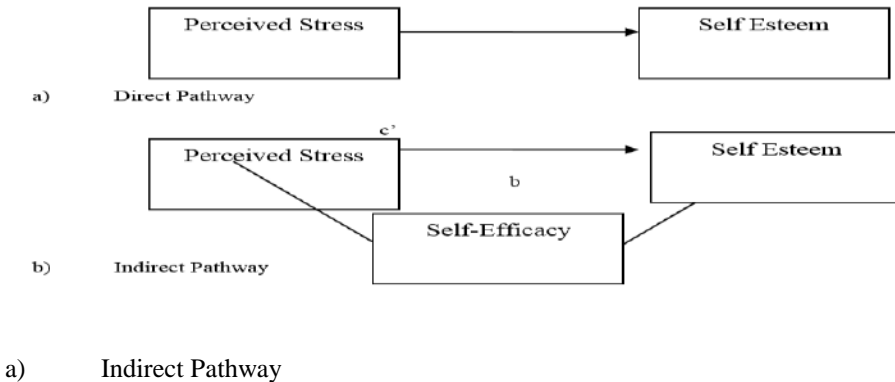 Perceived Stress Self Esteem
a) Direct Pathway
c’
Perceived Stress Self Esteem
b
Self-Efficacy
b) Indirect Pathway
a) Indirect Pathway